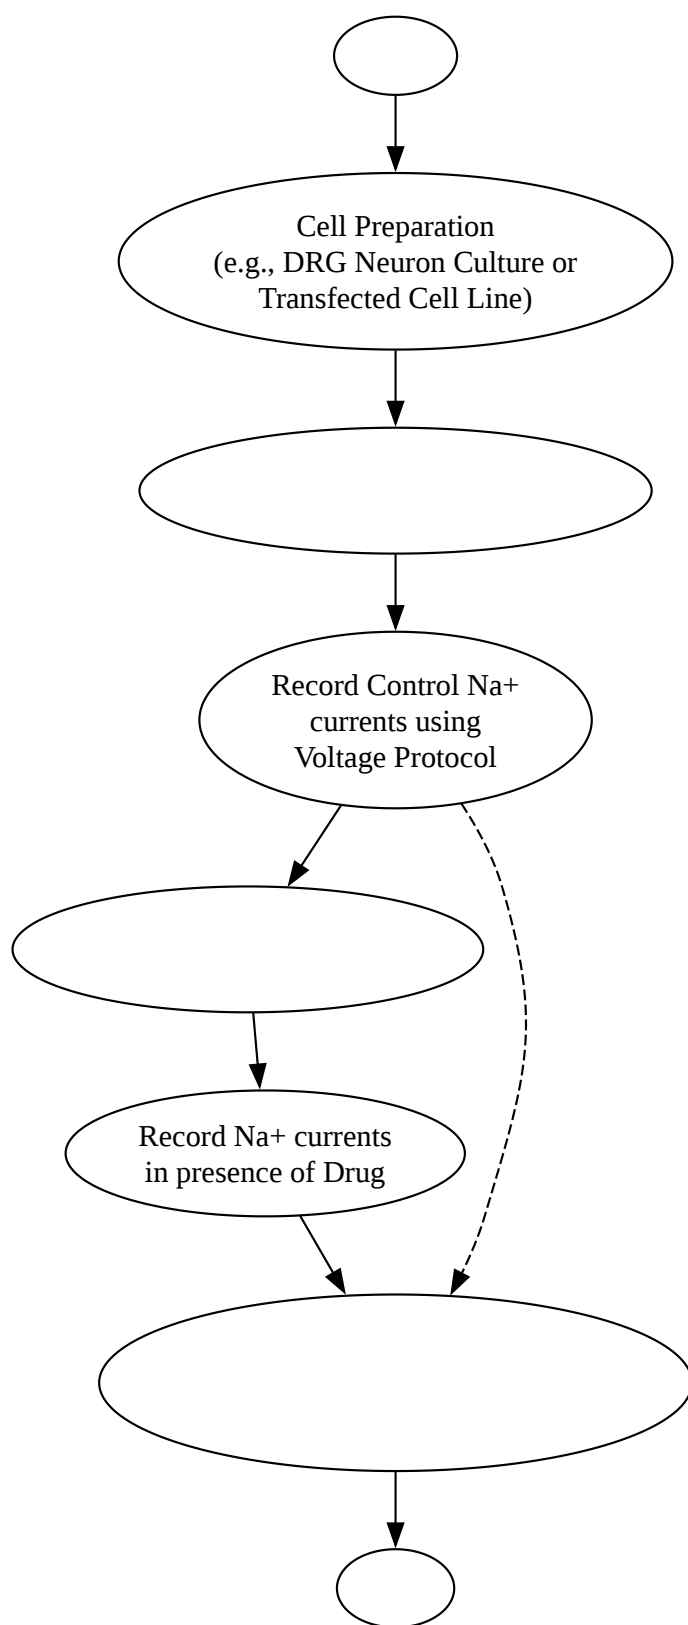 Cell Preparation
(e.g., DRG Neuron Culture or
Transfected Cell Line)
Record Control Na+
currents using
Voltage Protocol
Record Na+ currents
in presence of Drug